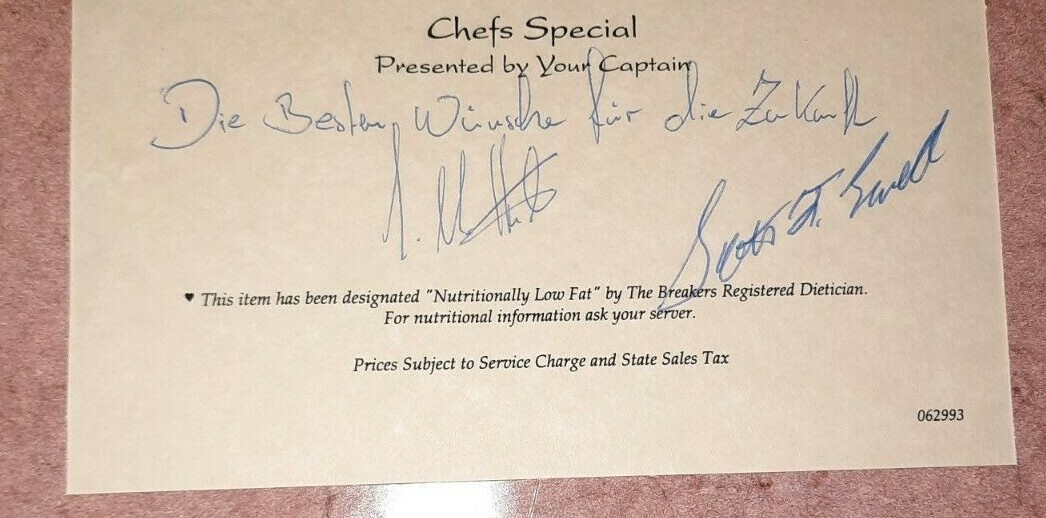 Chefs Special
Presented by Your Captain
Die Besten Wünsche für die Zukunft
Scott F. Ewell
♥ This item has been designated "Nutritionally Low Fat" by The Breakers Registered Dietician.
For nutritional information ask your server.
Prices Subject to Service Charge and State Sales Tax
062993